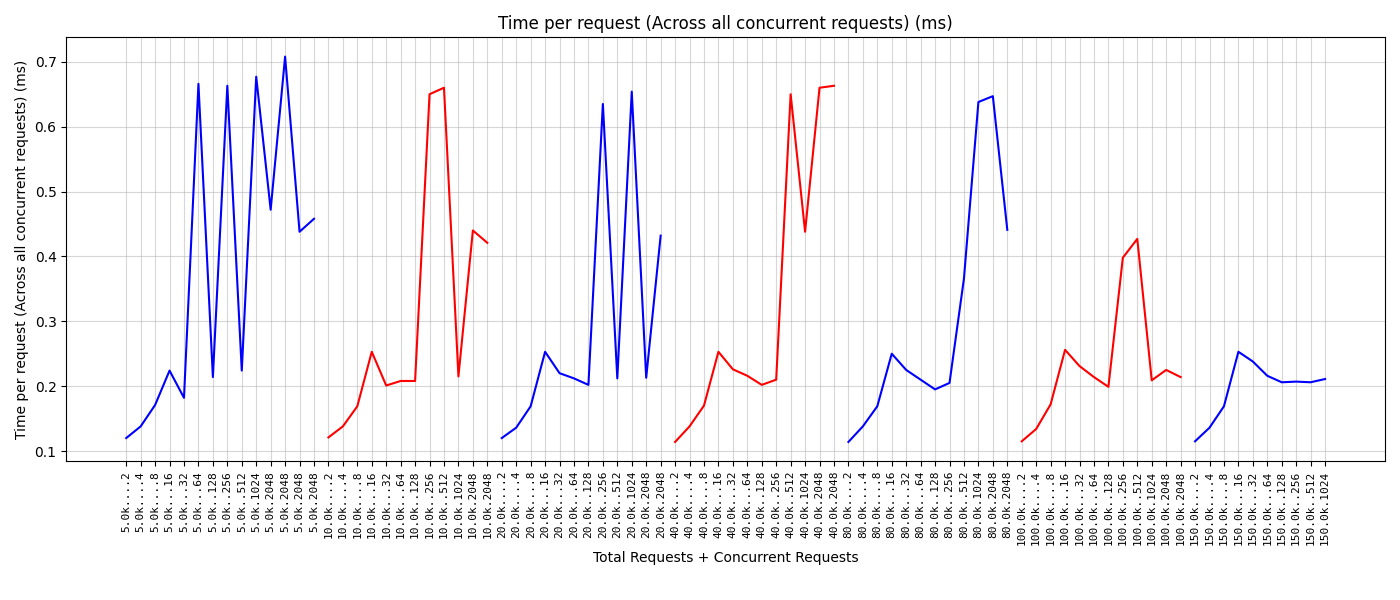 Time per request (Across all concurrent requests) (ms)
Time per request (Across all concurrent requests) (ms)
0.7
0.6
0.5
0.4
0.3
0.2
0.1
5.0k....2
5.0k....4
5.0k....8
5.0k...16
5.0k...32
5.0k...64
5.0k..128
5.0k..256
5.0k..512
5.0k.1024
5.0k.2048
5.0k.2048
5.0k.2048
5.0k.2048
10.0k....2
10.0k....4
10.0k....8
10.0k...16
10.0k...32
10.0k...64
10.0k..128
10.0k..256
10.0k..512
10.0k.1024
10.0k.2048
10.0k.2048
20.0k....2
20.0k....4
20.0k....8
20.0k...16
20.0k...32
20.0k...64
20.0k..128
20.0k..256
20.0k..512
20.0k.1024
20.0k.2048
20.0k.2048
40.0k....2
40.0k....4
40.0k....8
40.0k...16
40.0k...32
40.0k...64
40.0k..128
40.0k..256
40.0k..512
40.0k.1024
40.0k.2048
40.0k.2048
80.0k....2
80.0k....4
80.0k....8
80.0k...16
80.0k...32
80.0k...64
80.0k..128
80.0k..256
80.0k..512
80.0k.1024
80.0k.2048
80.0k.2048
100.0k....2
100.0k....4
100.0k....8
100.0k...16
100.0k...32
100.0k...64
100.0k..128
100.0k..256
100.0k..512
100.0k.1024
100.0k.2048
100.0k.2048
150.0k....2
150.0k....4
150.0k....8
150.0k...16
150.0k...32
150.0k...64
150.0k..128
150.0k..256
150.0k..512
150.0k.1024
Total Requests + Concurrent Requests